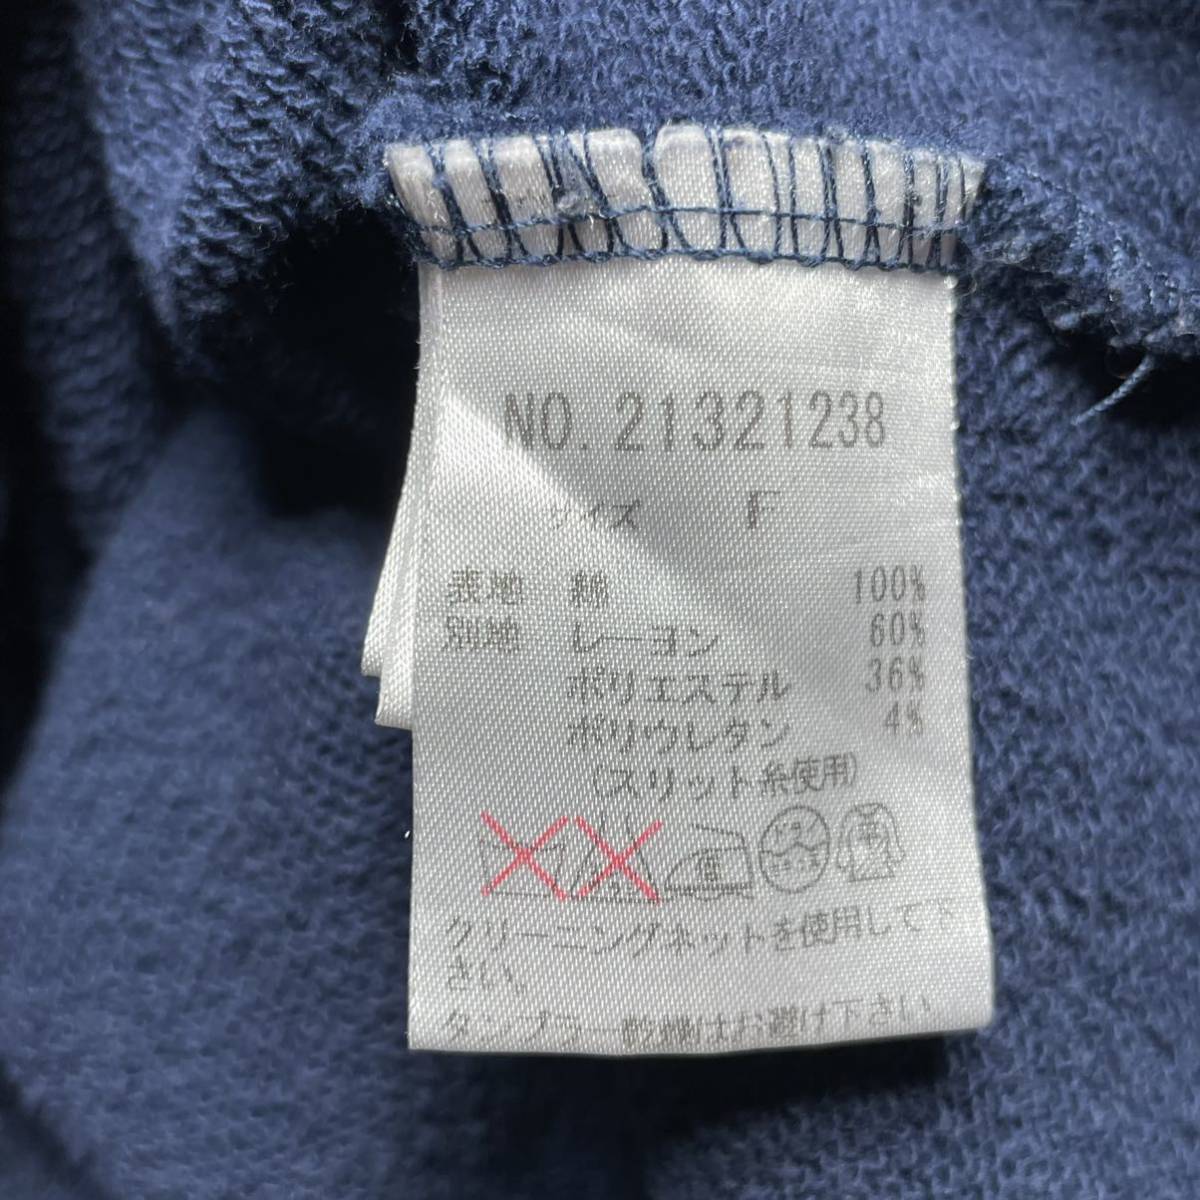 NO. 21321238
サイズ F
表地 綿 100%
別地 レーヨン 60%
ポリエステル 36%
ポリウレタン 4%
(スリット糸使用)
中
クリーニングネットを使用して下
さい。
タンブラー乾燥はお避け下さい